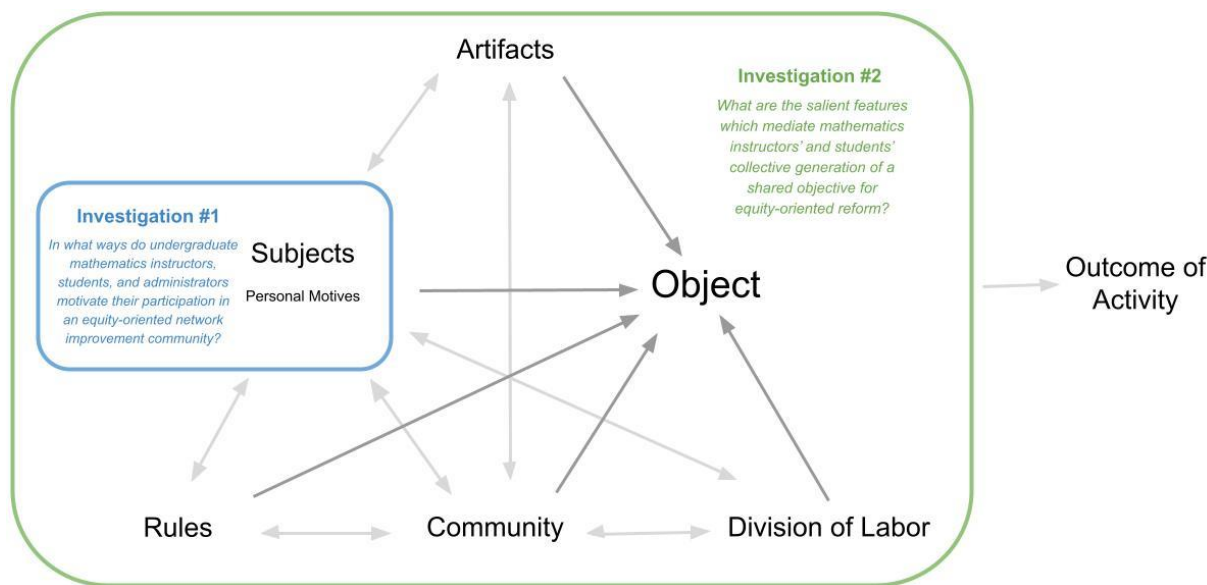 Artifacts
Investigation #2
What are the salient features
which mediate mathematics
instructors' and students'
collective generation of a
shared objective for
equity-oriented reform?
Investigation #1
In what ways do undergraduate
mathematics instructors,
students, and administrators
motivate their participation in
an equity-oriented network
improvement community?
Subjects
Personal Motives
Object
Outcome of
Activity
Rules
Community
Division of Labor